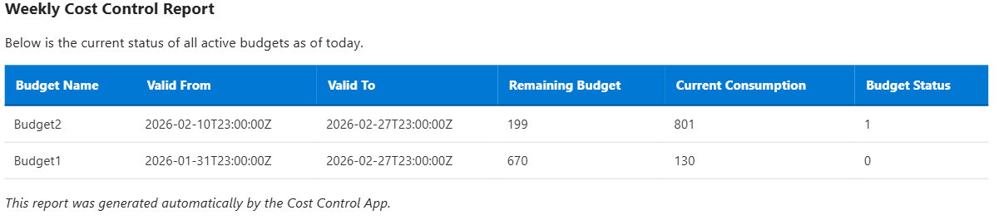 Weekly Cost Control Report
Below is the current status of all active budgets as of today.
Budget Name Valid From Valid To Remaining Budget Current Consumption Budget Status
Budget2 2026-02-10T23:00:00Z 2026-02-27T23:00:00Z 199 801 1
Budget1 2026-01-31T23:00:00Z 2026-02-27T23:00:00Z 670 130 0
This report was generated automatically by the Cost Control App.